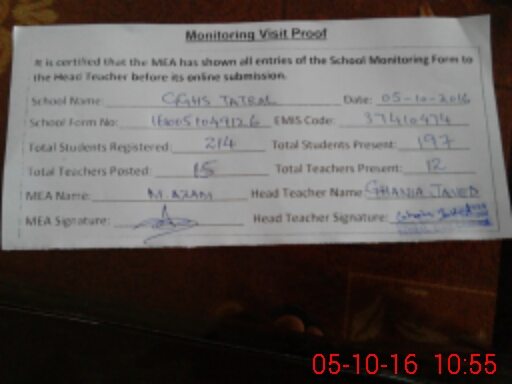 Monitoring Visit Proof
It is certified that the MEA has shown all entries of the School Monitoring Form to
the Head Teacher before its online submission.
School Name: GGHS TATRAL Date: 05-10-2016
School Form No: EMIS Code: 37410474
Total Students Registered: 214 Total Students Present: 197
Total Teachers Posted: 15 Total Teachers Present: 12
MEA Name: M. AZAM Head Teacher Name GHANIA JAVED
MEA Signature: Head Teacher Signature:
05-10-16 10:55